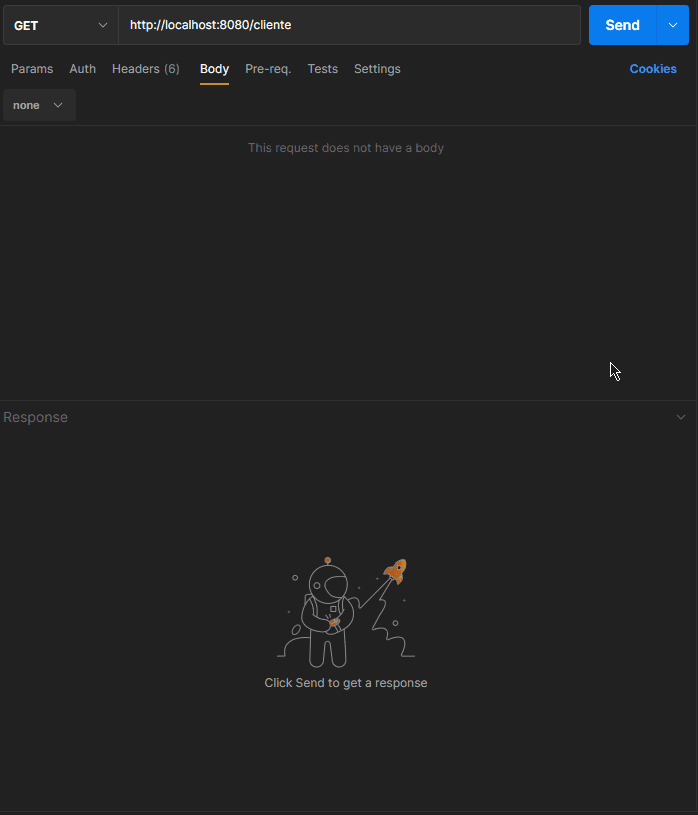 GET http://localhost:8080/cliente Send
Params Auth Headers (6) Body Pre-req. Tests Settings Cookies
none
This request does not have a body
Response
Click Send to get a response